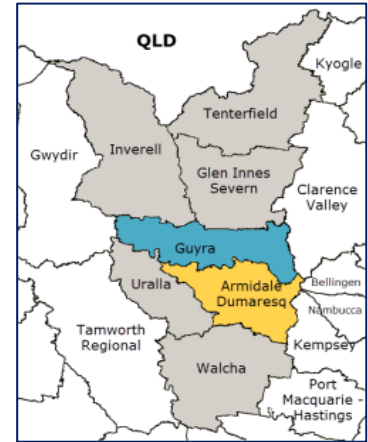 QLD
Kyogle
Tenterfield
Inverell
Gwydir
Glen Innes
Severn
Clarence
Valley
Guyra
Uralla
Armidale
Dumaresq
Bellingen
Nambucca
Tamworth
Regional
Kempsey
Walcha
Port
Macquarie -
Hastings